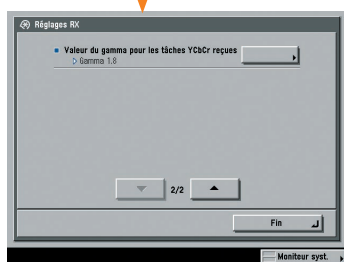 Réglages RX
Valeur du gamma pour les tâches YCbCr reçues
Gamma 1.8
2/2
Fin
Moniteur syst.